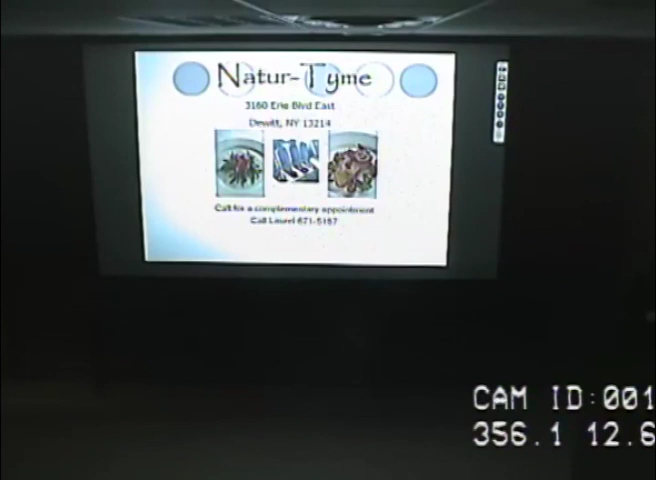 Natur-Tyme
3160 Erie Blvd East
Dewitt, NY 13214
Call for a complementary appointment
Call Laurel 671-5157
CAM ID:001
356.1 12.6